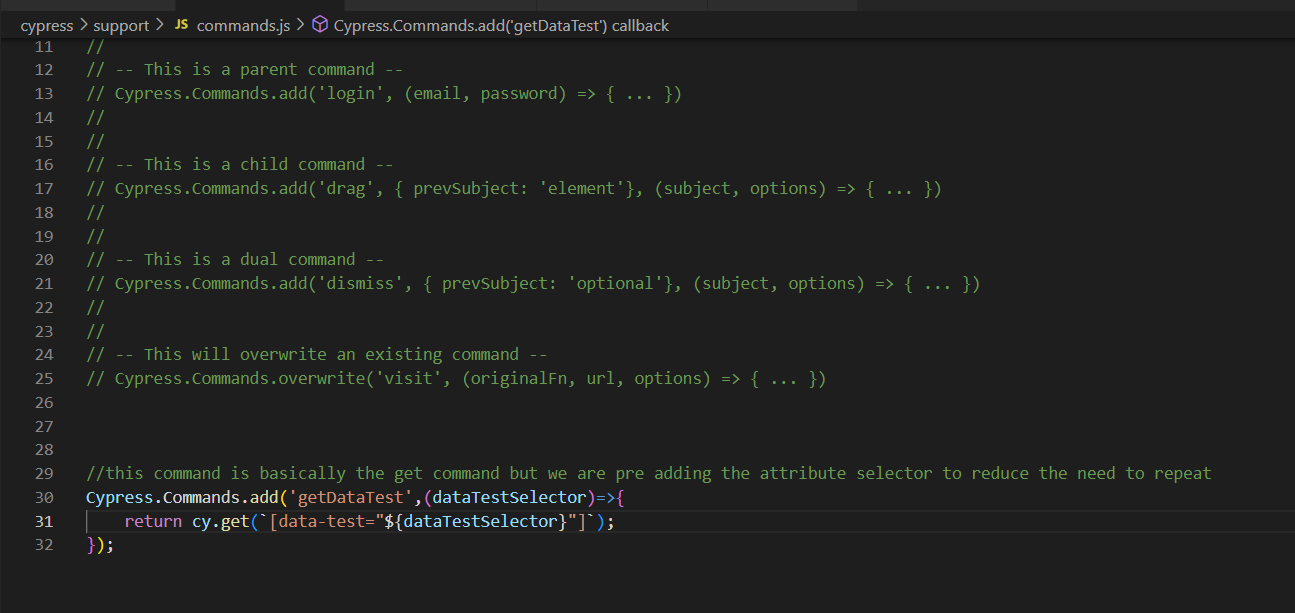 cypress > support > JS commands.js > Cypress.Commands.add('getDataTest') callback
11 //
12 // -- This is a parent command --
13 // Cypress.Commands.add('login', (email, password) => { ... })
14 //
15 //
16 // -- This is a child command --
17 // Cypress.Commands.add('drag', { prevSubject: 'element'}, (subject, options) => { ... })
18 //
19 //
20 // -- This is a dual command --
21 // Cypress.Commands.add('dismiss', { prevSubject: 'optional'}, (subject, options) => { ... })
22 //
23 //
24 // -- This will overwrite an existing command --
25 // Cypress.Commands.overwrite('visit', (originalFn, url, options) => { ... })
26
27
28
29 //this command is basically the get command but we are pre adding the attribute selector to reduce the need to repeat
30 Cypress.Commands.add('getDataTest',(dataTestSelector)=>{
31     return cy.get(`[data-test="${dataTestSelector}"]`);
32 });